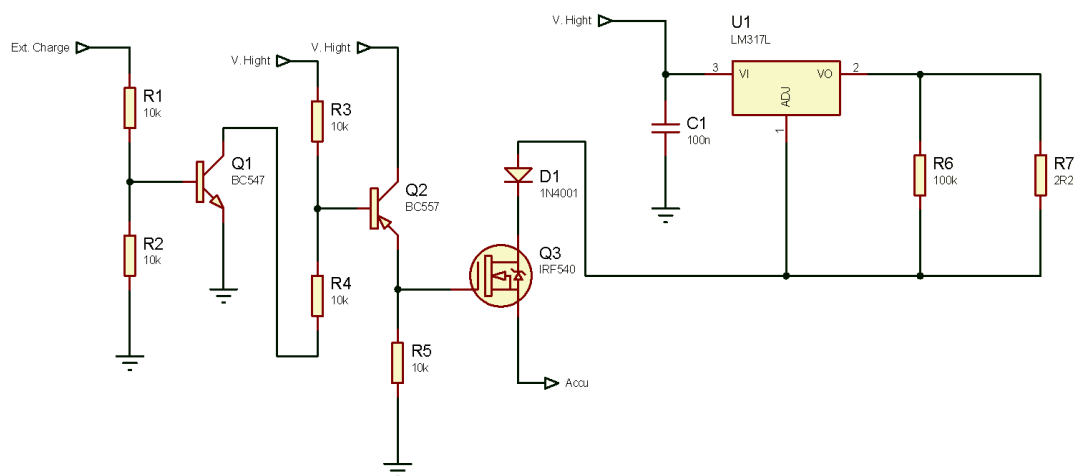 Ext. Charge
R1
10k
R2
10k
Q1
BC547
V. Hight
R3
10k
R4
10k
V. Hight
Q2
BC557
R5
10k
D1
1N4001
Q3
IRF540
Accu
V. Hight
C1
100n
U1
LM317L
3
VI
VO
2
ADJ
1
R6
100k
R7
2R2